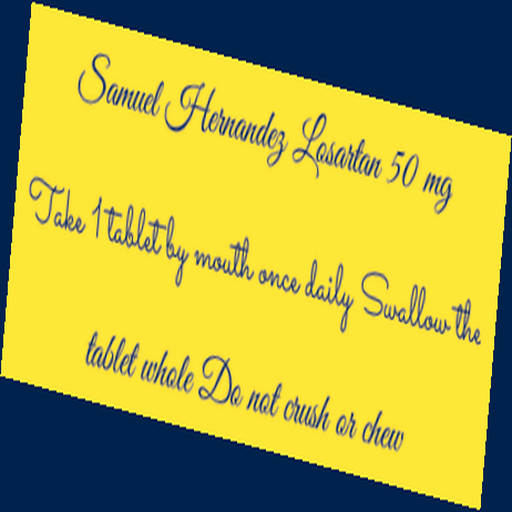 Samuel Hernandez Losartan 50 mg
Take 1 tablet by mouth once daily Swallow the
tablet whole Do not crush or chew